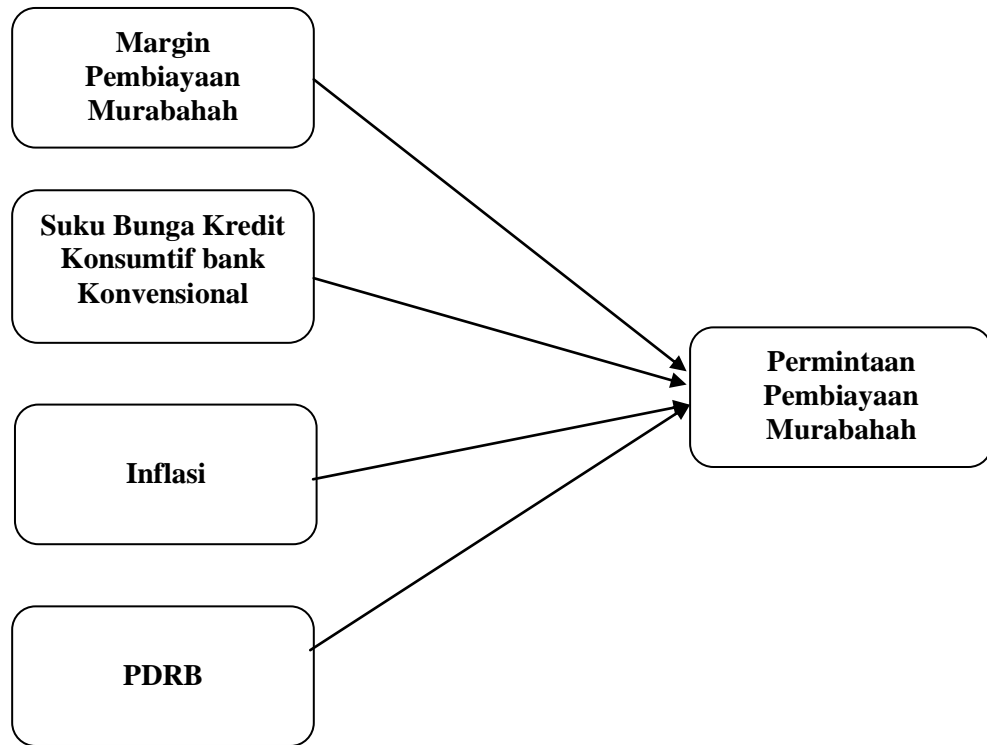 Margin
Pembiayaan
Murabahah
Suku Bunga Kredit
Konsumtif bank
Konvensional
Inflasi
PDRB
Permintaan
Pembiayaan
Murabahah